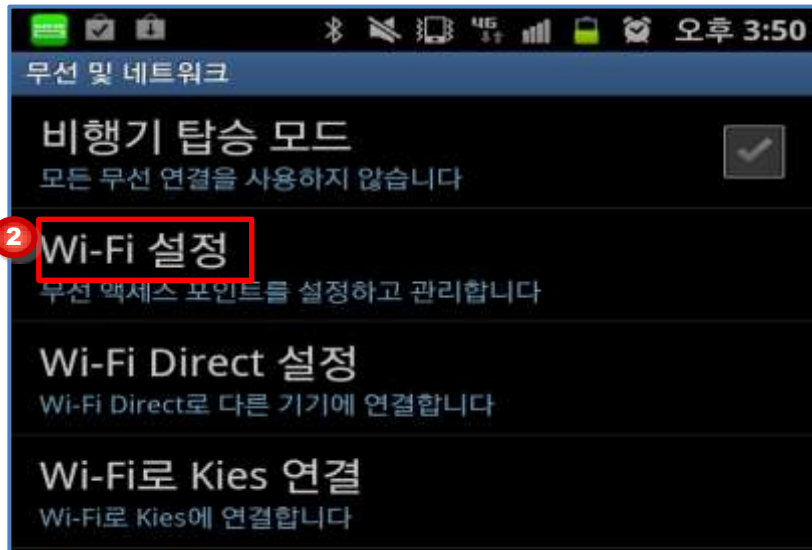 4G 오후 3:50
무선 및 네트워크
비행기 탑승 모드
모든 무선 연결을 사용하지 않습니다
2 Wi-Fi 설정
무선 액세스 포인트를 설정하고 관리합니다
Wi-Fi Direct 설정
Wi-Fi Direct로 다른 기기에 연결합니다
Wi-Fi로 Kies 연결
Wi-Fi로 Kies에 연결합니다